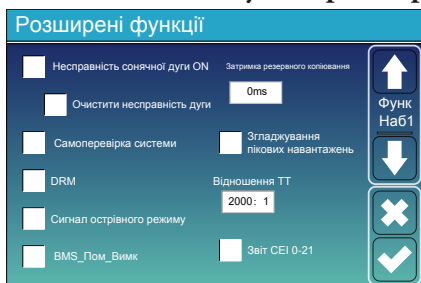 Розширені функції
Несправність сонячної дуги ON
Затримка резервного копіювання
0ms
Очистити несправність дуги
Функ
Наб1
Самоперевірка системи
Згладжування
пікових навантажень
DRM
Відношення ТТ
2000: 1
Сигнал острівного режиму
BMS_Пом_Вимк
Звіт CEI 0-21